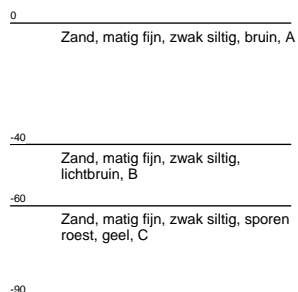 0
Zand, matig fijn, zwak siltig, bruin, A
-40
Zand, matig fijn, zwak siltig,
lichtbruin, B
-60
Zand, matig fijn, zwak siltig, sporen
roest, geel, C
-90